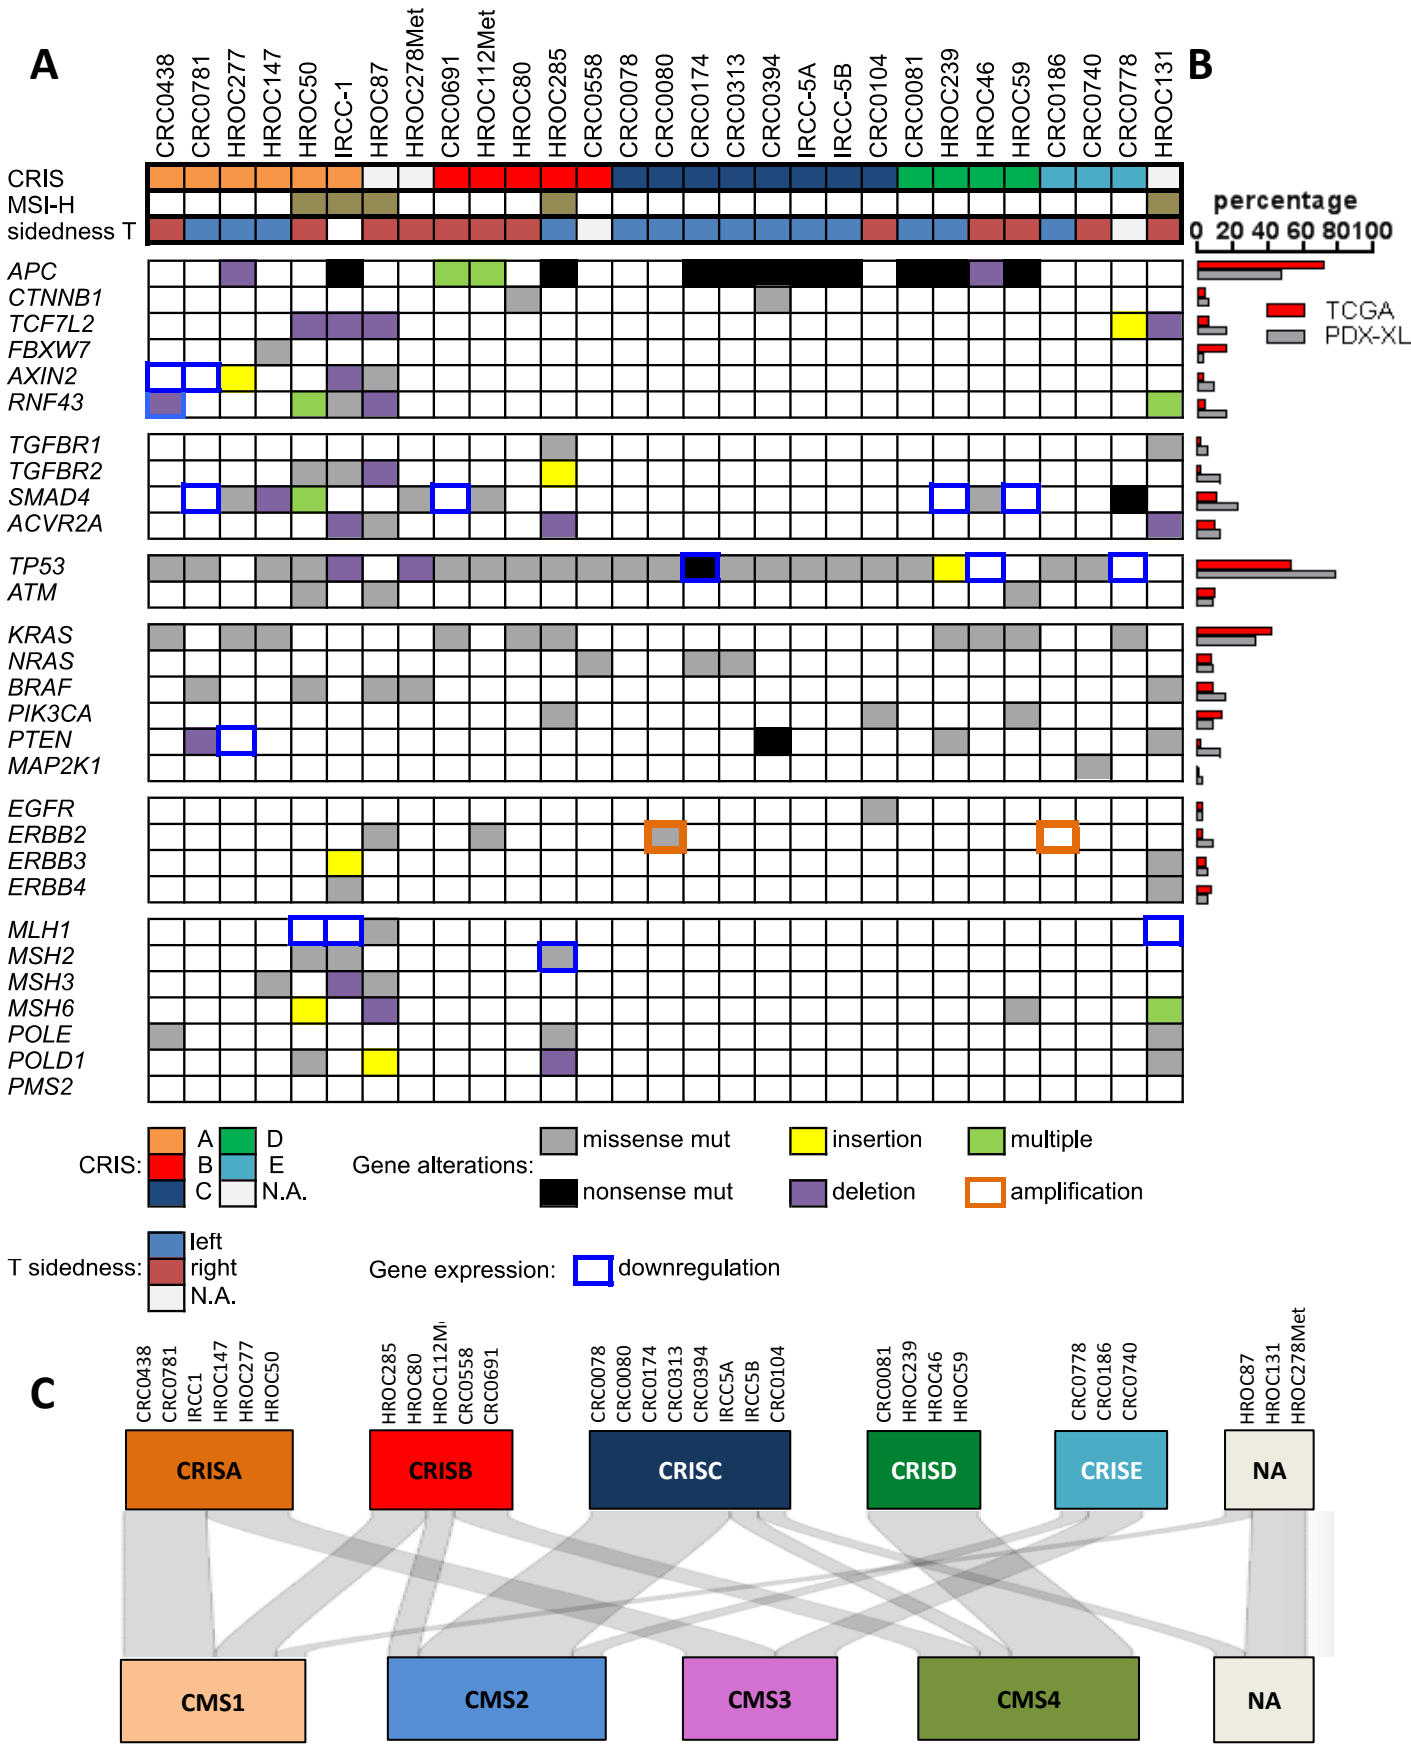 A
B
CRC0438
CRC0781
HROC277
HROC147
HROC50
IRCC-1
HROC87
HROC278Met
CRC0691
HROC112Met
HROC80
HROC285
CRC0558
CRC0078
CRC0080
CRC0174
CRC0313
CRC0394
IRCC-5A
IRCC-5B
CRC0104
CRC0081
HROC239
HROC46
HROC59
CRC0186
CRC0740
CRC0778
HROC131
CRIS
MSI-H
sidedness T
percentage
0 20 40 60 80100
APC
CTNNB1
TCF7L2
FBXW7
AXIN2
RNF43
TCGA
PDX-XL
TGFBR1
TGFBR2
SMAD4
ACVR2A
TP53
ATM
KRAS
NRAS
BRAF
PIK3CA
PTEN
MAP2K1
EGFR
ERBB2
ERBB3
ERBB4
MLH1
MSH2
MSH3
MSH6
POLE
POLD1
PMS2
CRIS:
A
B
C
D
E
N.A.
Gene alterations:
missense mut
nonsense mut
insertion
deletion
multiple
amplification
T sidedness:
left
right
N.A.
Gene expression:
downregulation
C
CRC0438
CRC0781
IRCC1
HROC147
HROC277
HROC50
HROC285
HROC80
HROC112M
CRC0558
CRC0691
CRC0078
CRC0080
CRC0174
CRC0313
CRC0394
IRCC5A
IRCC5B
CRC0104
CRC0081
HROC239
HROC46
HROC59
CRC0778
CRC0186
CRC0740
HROC87
HROC131
HROC278Met
CRISA
CRISB
CRISC
CRISD
CRISE
NA
CMS1
CMS2
CMS3
CMS4
NA